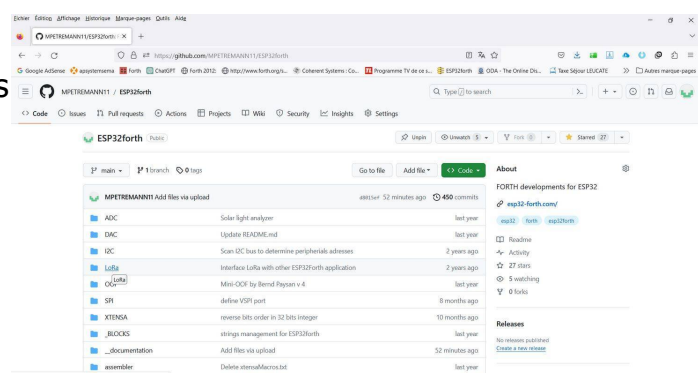 Fichier Édition Affichage Historique Marque-pages Outils Aide
MPETREMANN11/ESP32forth
https://github.com/MPETREMANN11/ESP32forth
Google AdSense apsystemsema Forth ChatGPT Forth 2012: http://www.forth.org/s... Coherent Systems : Co... Programme TV de ce s... ESP32forth ODA - The Online Dis... Taxe Séjour LEUCATE Autres marque-pages
s
MPETREMANN11 / ESP32forth Type / to search
Code Issues Pull requests Actions Projects Wiki Security Insights Settings
ESP32forth Public Unpin Unwatch 5 Fork 0 Starred 27
main 1 branch 0 tags Go to file Add file Code
About
FORTH developments for ESP32
MPETREMANN11 Add files via upload 52 minutes ago 450 commits
esp32-forth.com/
ADC Solar light analyzer last year
esp32 forth esp32forth
DAC Update README.md last year
Readme
I2C Scan I2C bus to determine peripherials adresses 2 years ago
Activity
LoRa Interface LoRa with other ESP32Forth application 2 years ago
27 stars
LoRa
OOF Mini-OOF by Bernd Paysan v 4 last year
5 watching
SPI define VSPI port 8 months ago
0 forks
XTENSA reverse bits order in 32 bits integer 10 months ago
Releases
_BLOCKS strings management for ESP32forth last year
No releases published
__documentation Add files via upload 52 minutes ago
Create a new release
assembler Delete xtensaMacros.txt last year